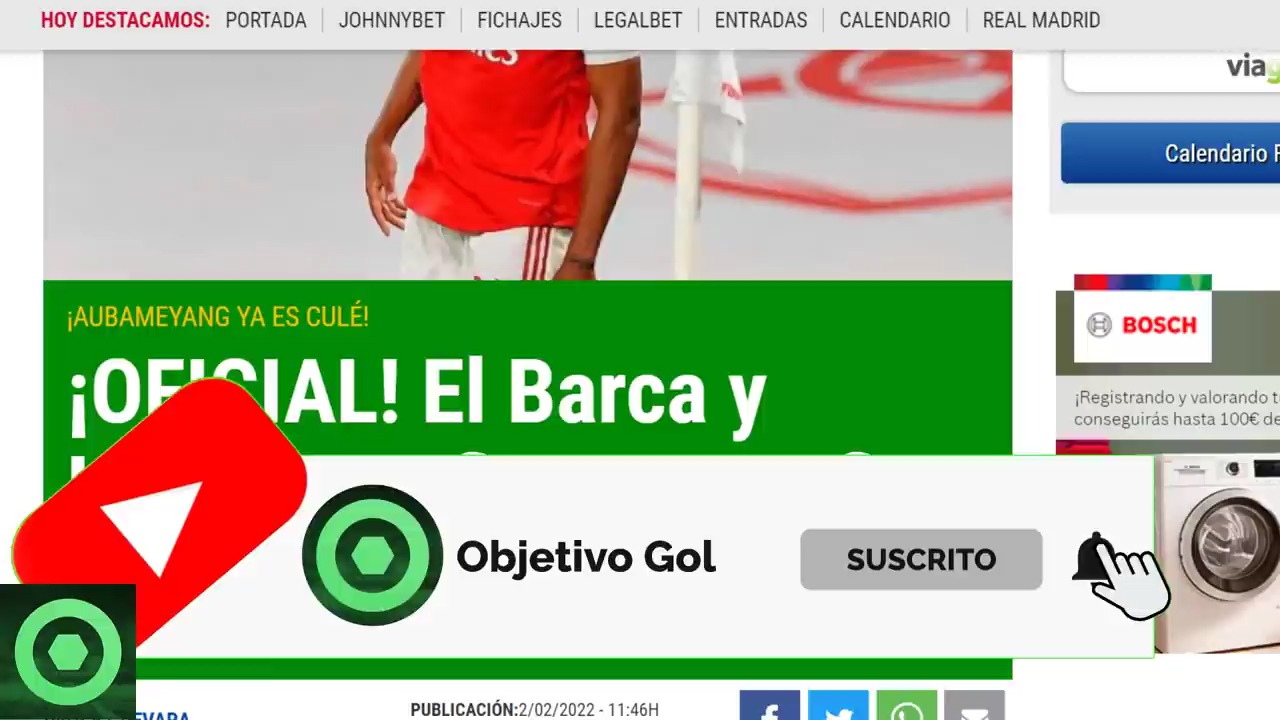 HOY DESTACAMOS: PORTADA JOHNNYBET FICHAJES LEGALBET ENTRADAS CALENDARIO REAL MADRID
Calendario
¡AUBAMEYANG YA ES CULÉ!
BOSCH
¡OFICIAL! El Barca y
¡Registrando y valorando
conseguirás hasta 100€ de
Objetivo Gol
SUSCRITO
PUBLICACIÓN:2/02/2022 - 11:46H